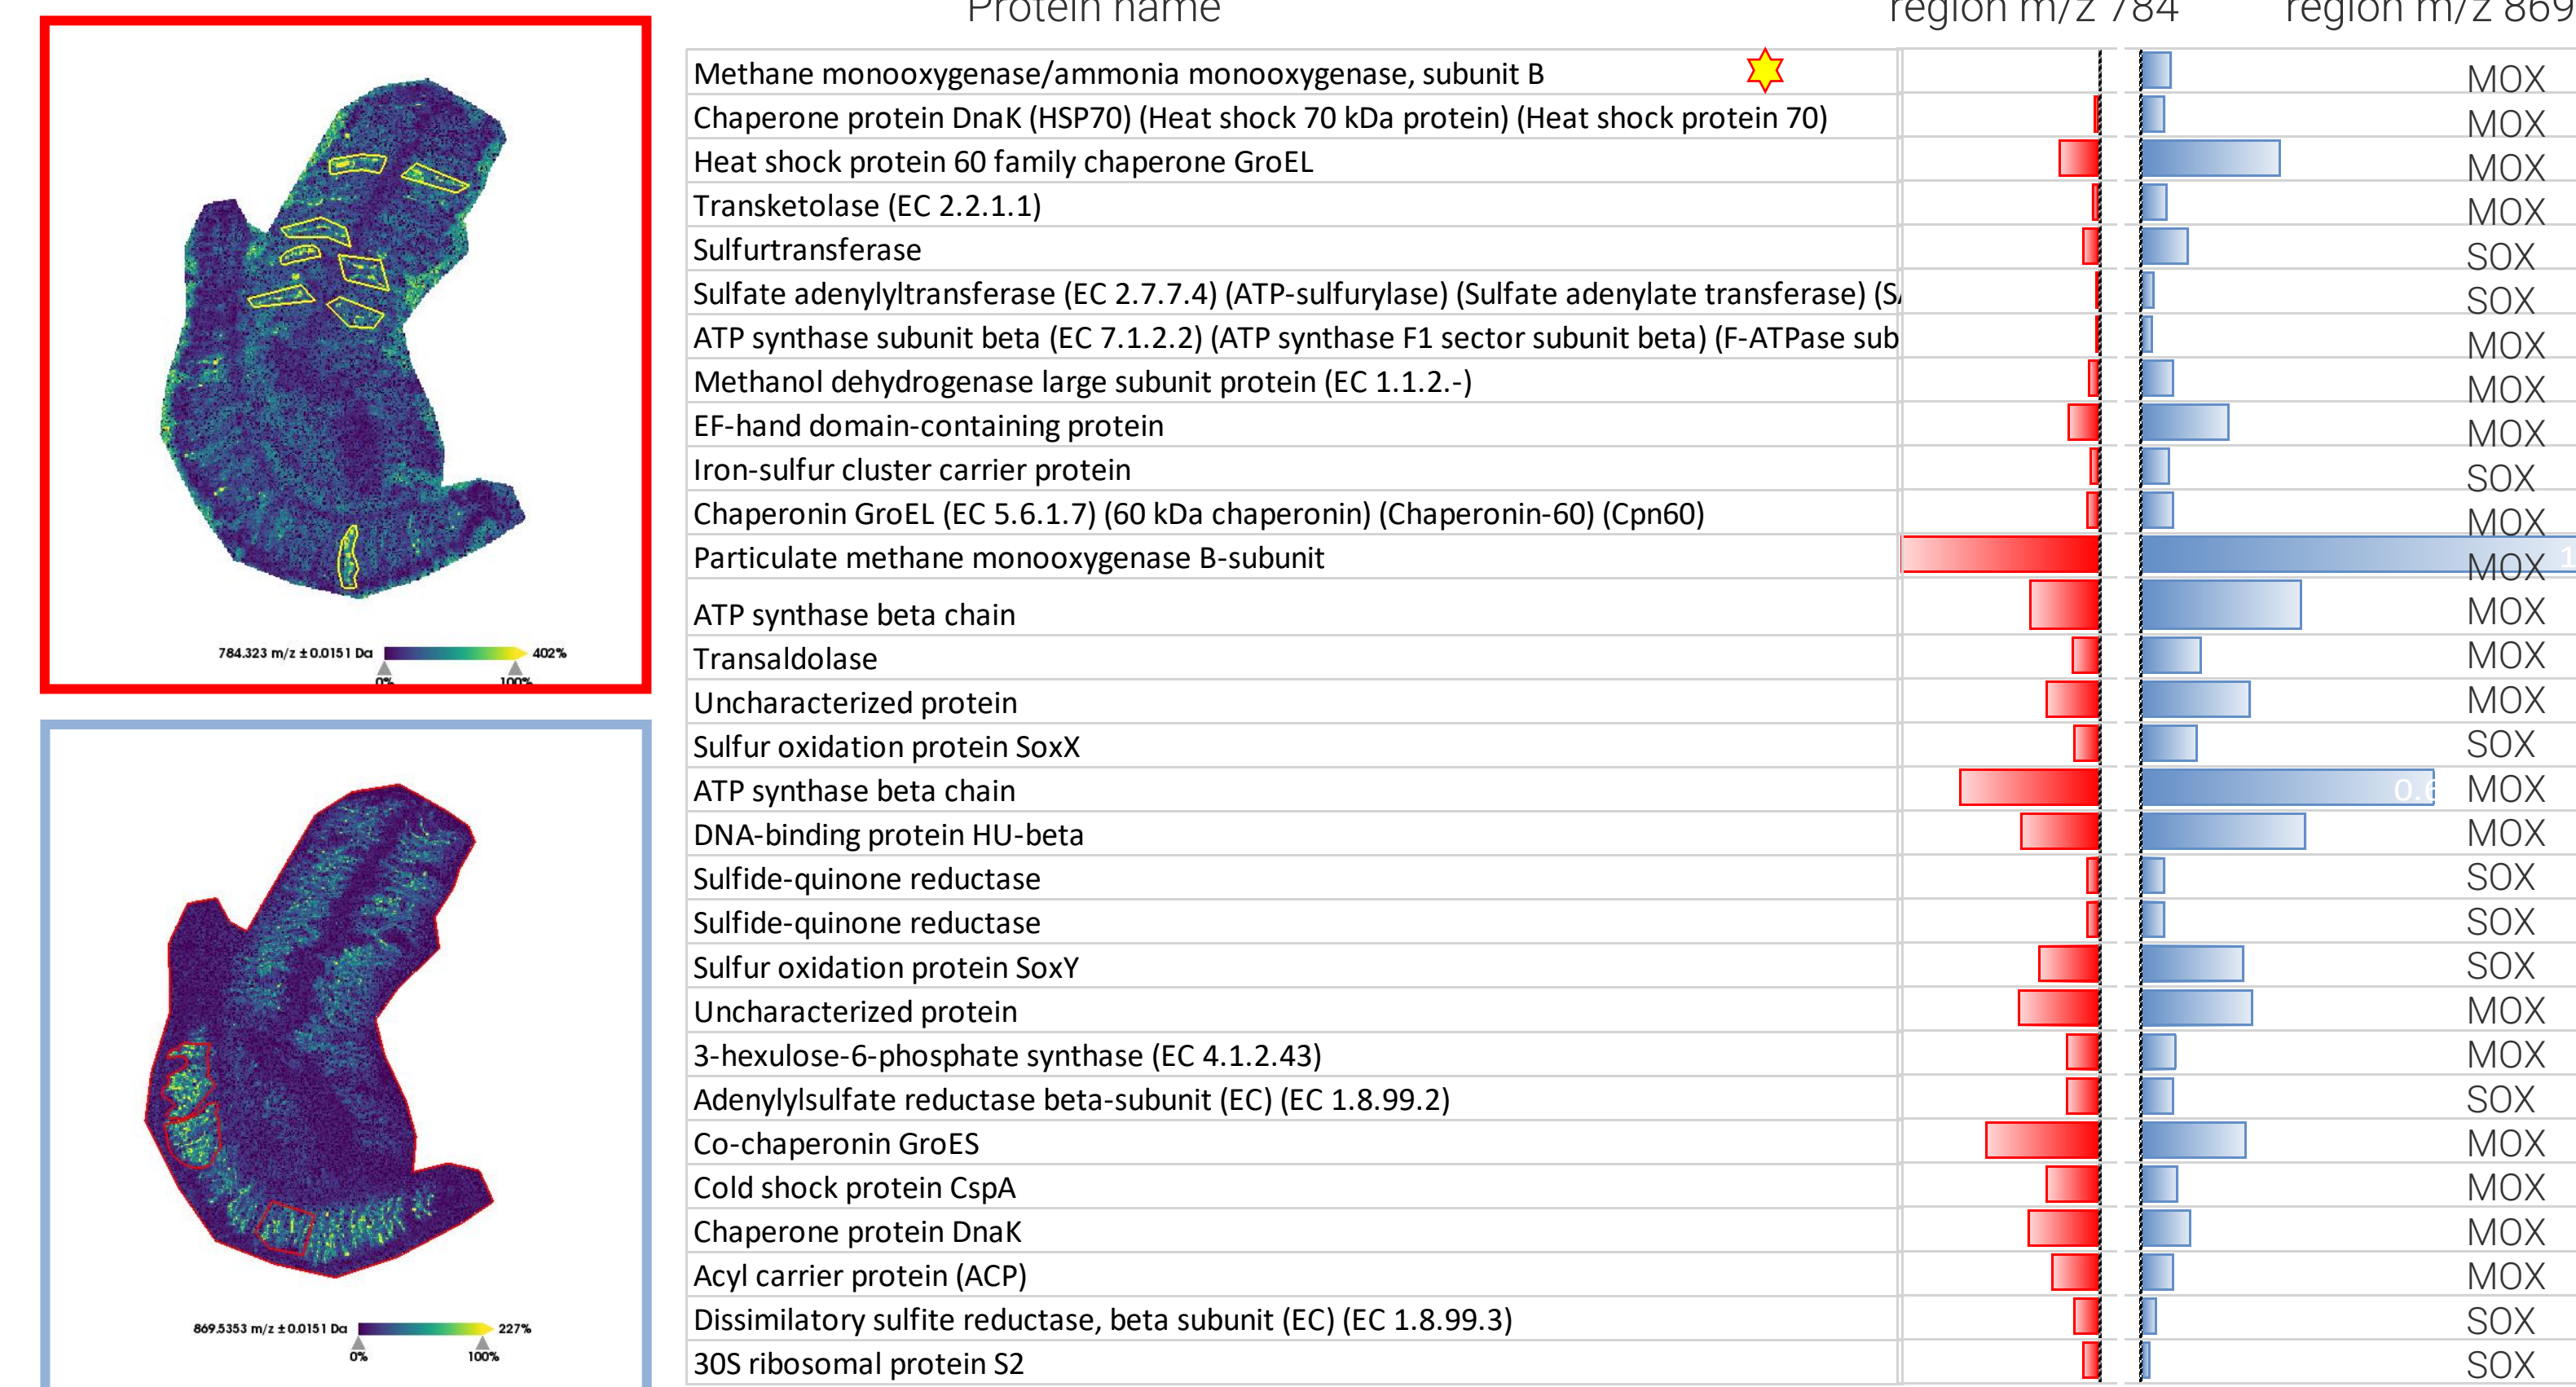 Protein name region m/z 784 region m/z 869
Methane monooxygenase/ammonia monooxygenase, subunit B MOX
Chaperone protein DnaK (HSP70) (Heat shock 70 kDa protein) (Heat shock protein 70) MOX
Heat shock protein 60 family chaperone GroEL MOX
Transketolase (EC 2.2.1.1) MOX
Sulfurtransferase SOX
Sulfate adenylyltransferase (EC 2.7.7.4) (ATP-sulfurylase) (Sulfate adenylate transferase) SOX
ATP synthase subunit beta (EC 7.1.2.2) (ATP synthase F1 sector subunit beta) (F-ATPase sub MOX
Methanol dehydrogenase large subunit protein (EC 1.1.2.-) MOX
EF-hand domain-containing protein MOX
Iron-sulfur cluster carrier protein SOX
Chaperonin GroEL (EC 5.6.1.7) (60 kDa chaperonin) (Chaperonin-60) (Cpn60) MOX
Particulate methane monooxygenase B-subunit MOX 1
ATP synthase beta chain MOX
Transaldolase MOX
Uncharacterized protein MOX
Sulfur oxidation protein SoxX SOX
ATP synthase beta chain MOX
DNA-binding protein HU-beta MOX
Sulfide-quinone reductase SOX
Sulfide-quinone reductase SOX
Sulfur oxidation protein SoxY SOX
Uncharacterized protein MOX
3-hexulose-6-phosphate synthase (EC 4.1.2.43) MOX
Adenylylsulfate reductase beta-subunit (EC) (EC 1.8.99.2) SOX
Co-chaperonin GroES MOX
Cold shock protein CspA MOX
Chaperone protein DnaK MOX
Acyl carrier protein (ACP) MOX
Dissimilatory sulfite reductase, beta subunit (EC) (EC 1.8.99.3) SOX
30S ribosomal protein S2 SOX
784.323 m/z ± 0.0151 Da 402%
0% 100%
869.5353 m/z ± 0.0151 Da 227%
0% 100%